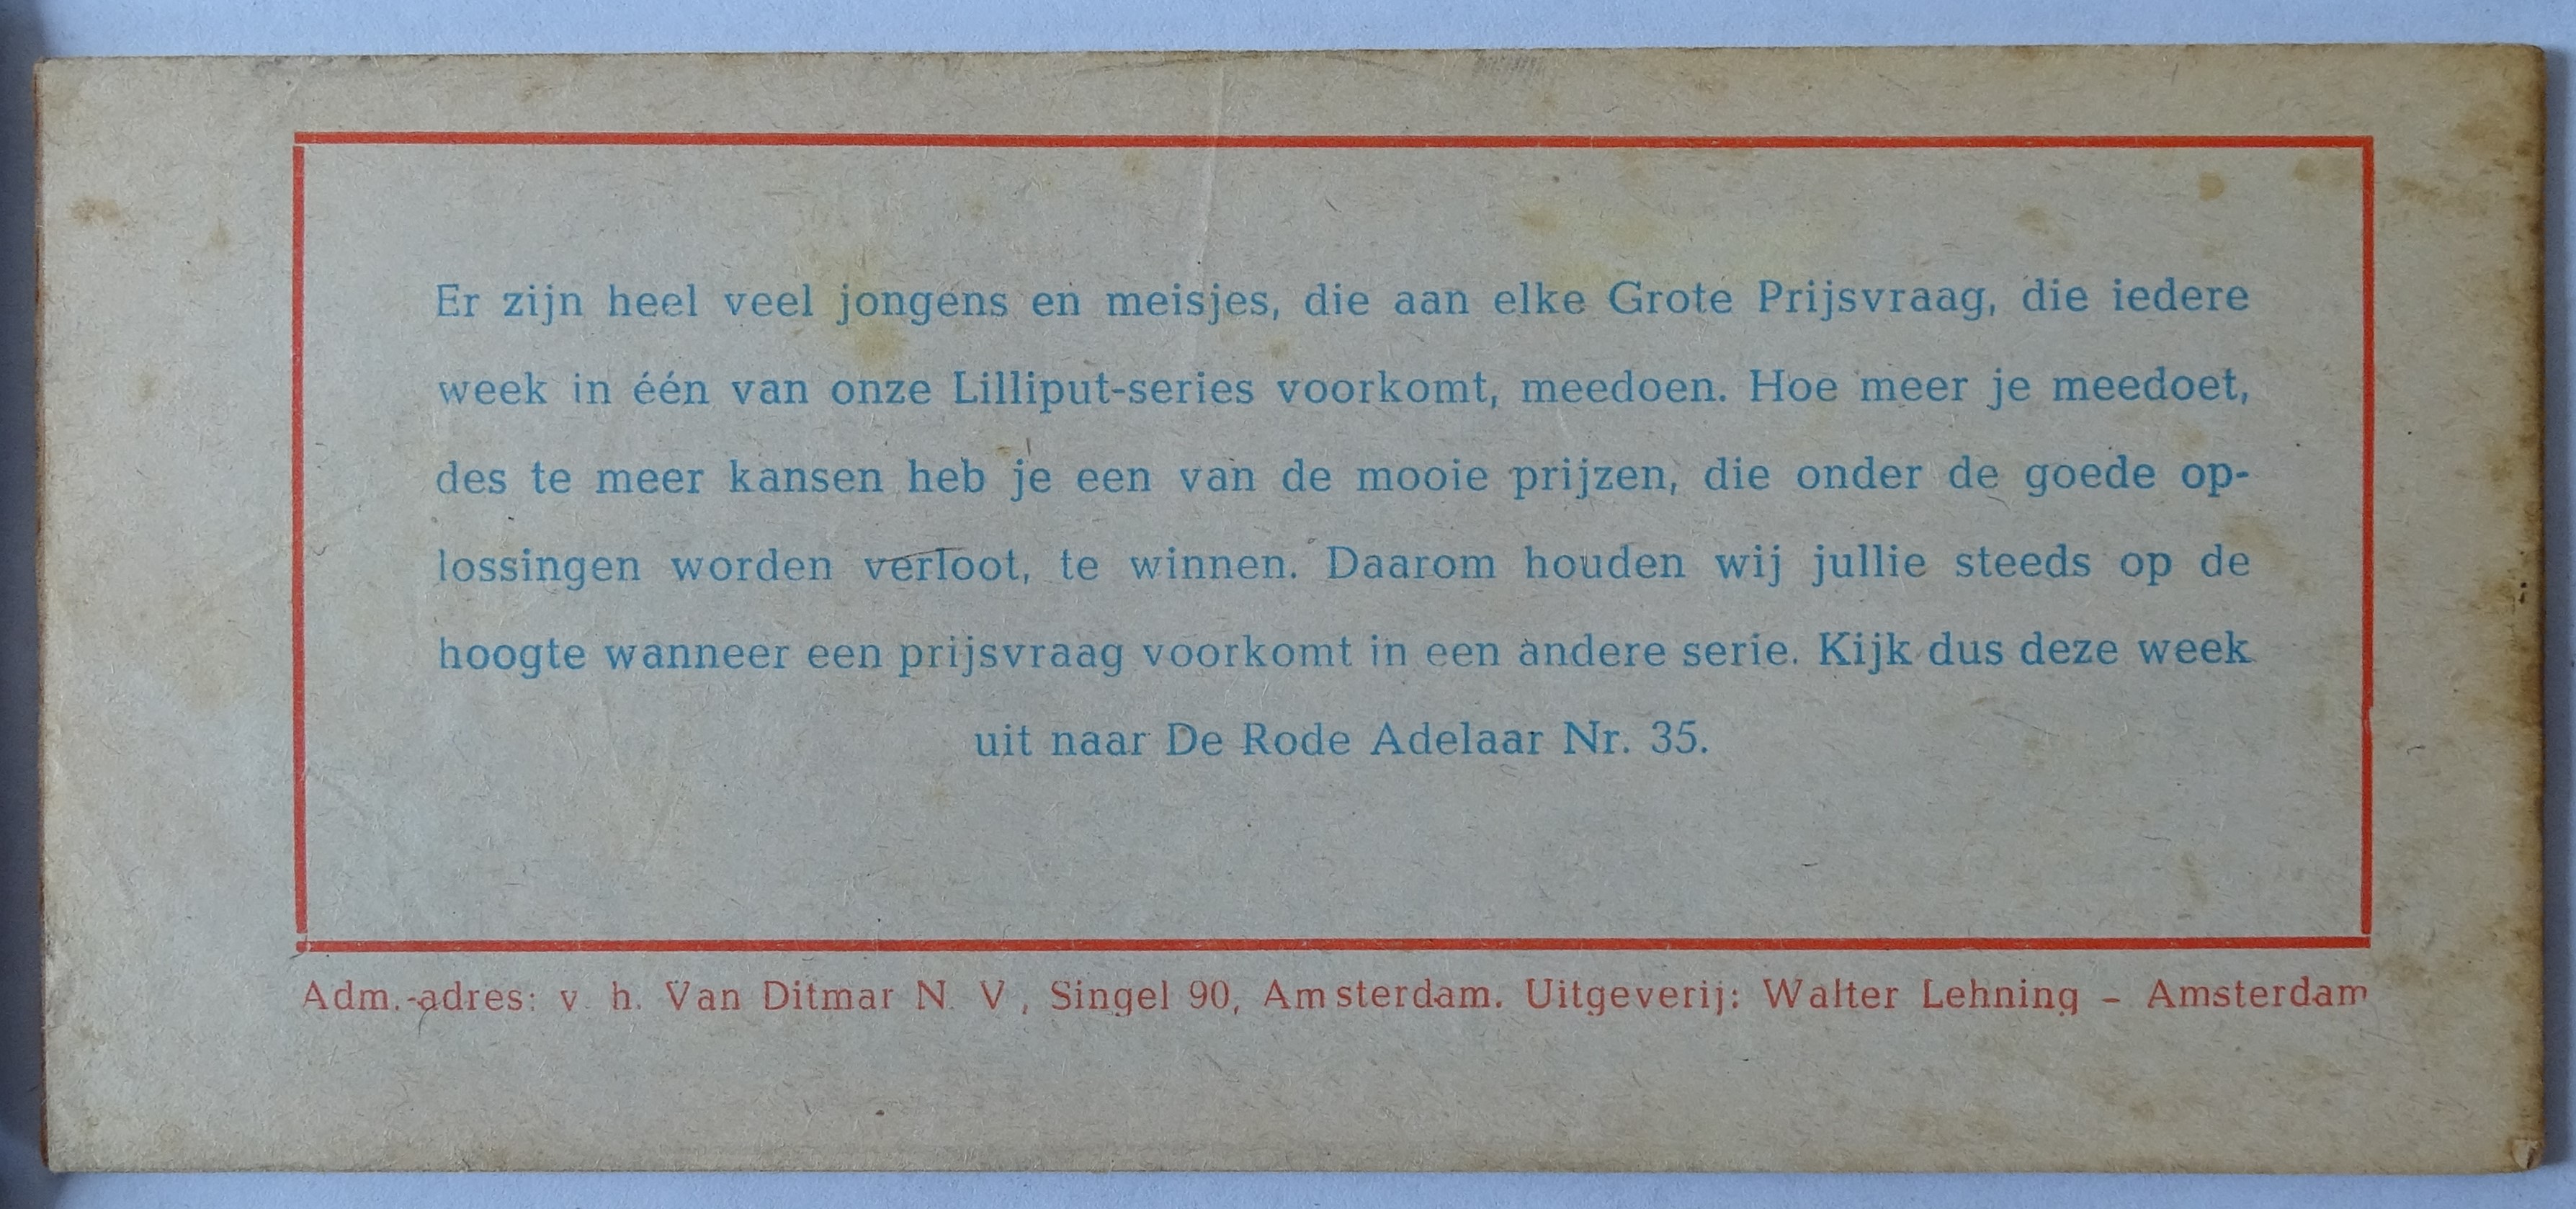 Er zijn heel veel jongens en meisjes, die aan elke Grote Prijsvraag, die iedere
week in één van onze Lilliput-series voorkomt, meedoen. Hoe meer je meedoet,
des te meer kansen heb je een van de mooie prijzen, die onder de goede op-
lossingen worden verloot, te winnen. Daarom houden wij jullie steeds op de
hoogte wanneer een prijsvraag voorkomt in een andere serie. Kijk dus deze week
uit naar De Rode Adelaar Nr. 35.
Adm.-adres: v h. Van Ditmar N. V, Singel 90, Amsterdam. Uitgeverij: Walter Lehning - Amsterdam